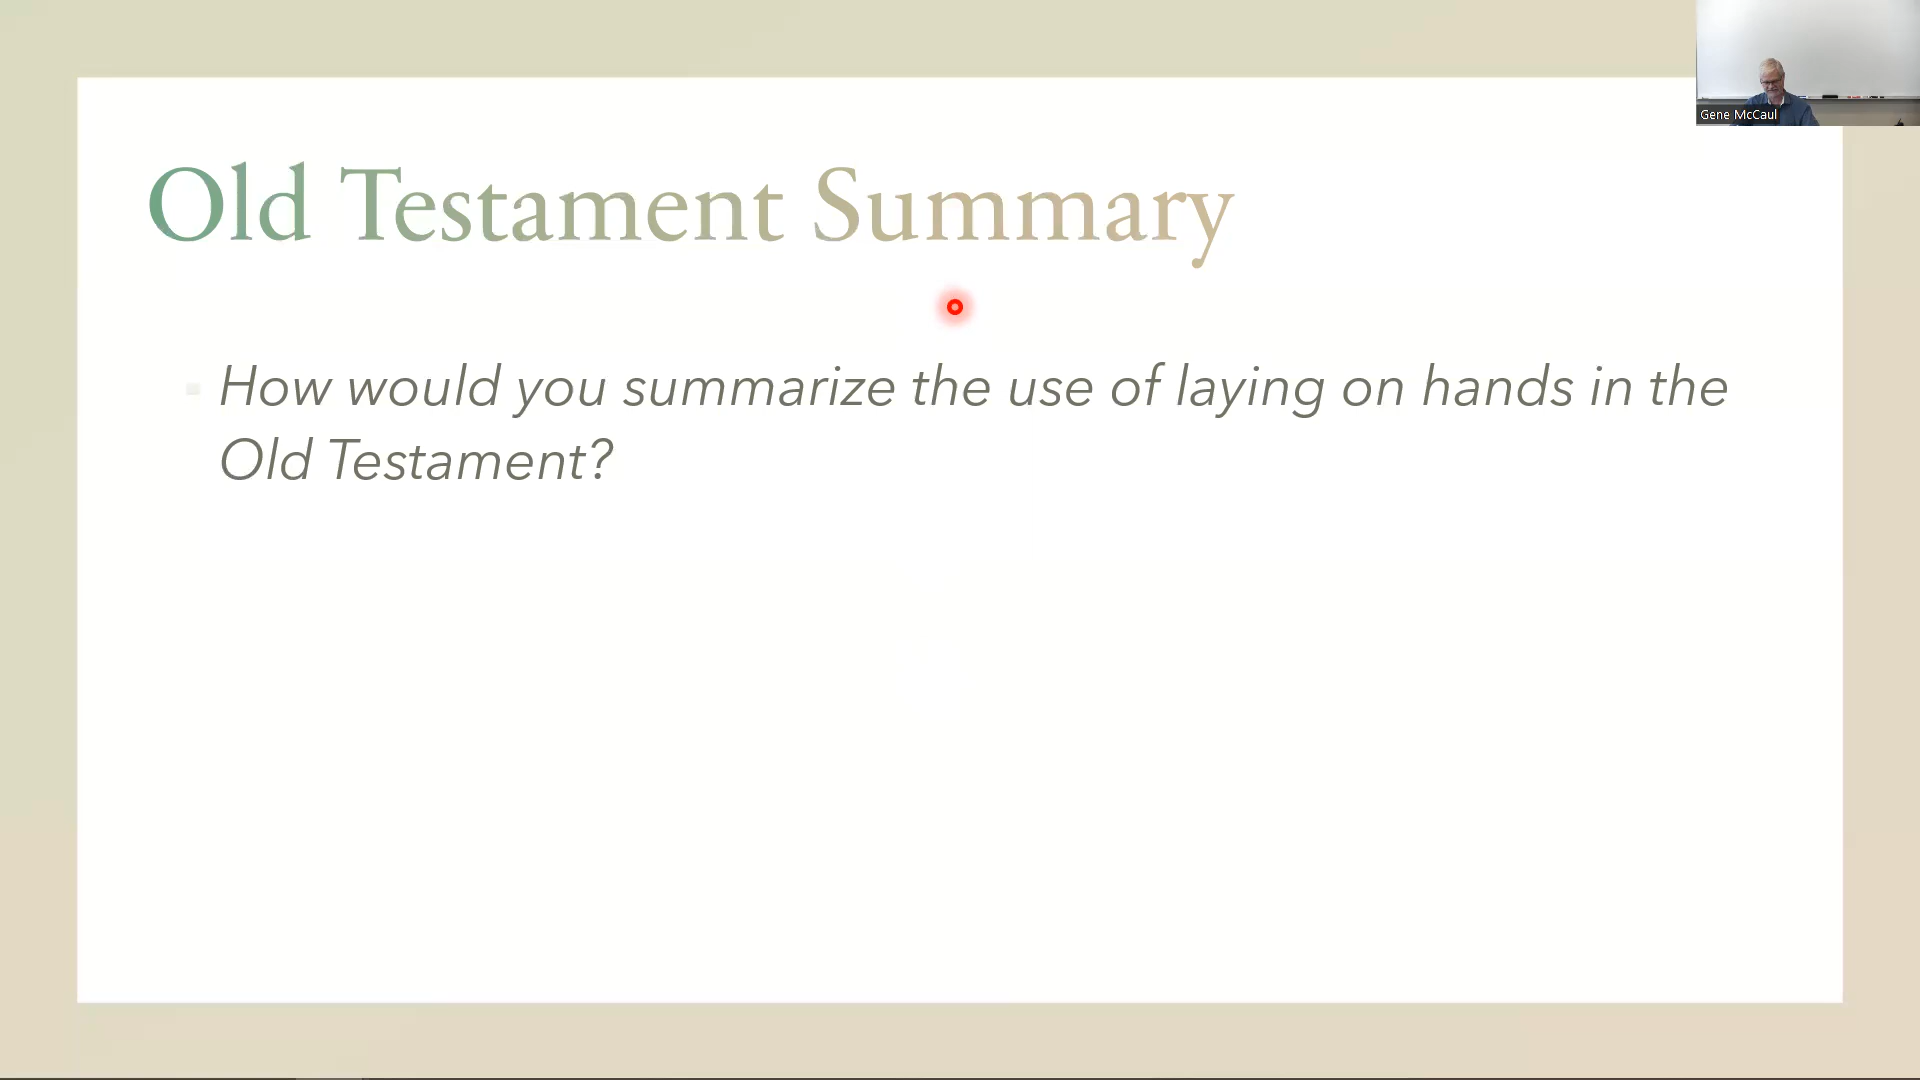 Gene McCaul
Old Testament Summary
How would you summarize the use of laying on hands in the
Old Testament?